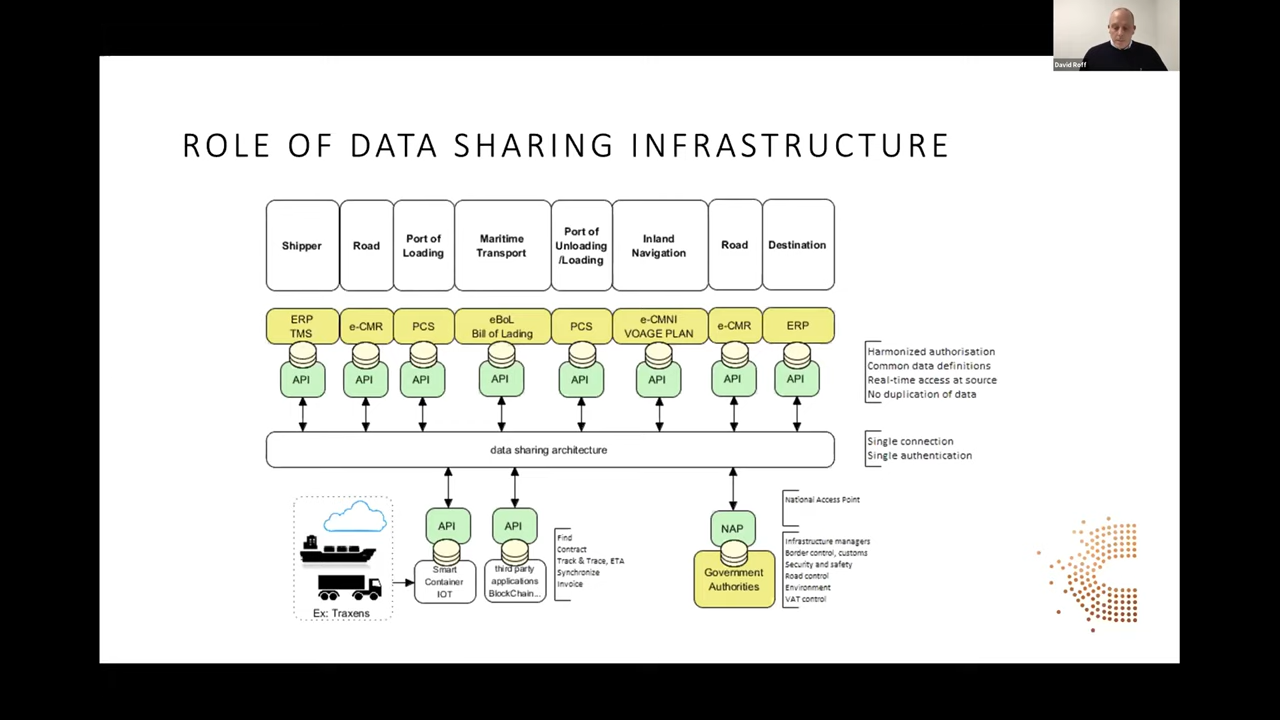 David Roff
ROLE OF DATA SHARING INFRASTRUCTURE
Shipper
Road
Port of
Loading
Maritime
Transport
Port of
Unloading
/Loading
Inland
Navigation
Road
Destination
ERP
TMS
e-CMR
PCS
eBoL
Bill of Lading
PCS
e-CMNI
VOAGE PLAN
e-CMR
ERP
API
API
API
API
API
API
API
API
Harmonized authorisation
Common data definitions
Real-time access at source
No duplication of data
data sharing architecture
Single connection
Single authentication
Ex: Traxens
API
Smart
Container
IOT
API
third party
applications
BlockChain...
Find
Contract
Track & Trace, ETA
Synchronize
Invoice
NAP
Government
Authorities
National Access Point
Infrastructure managers
Border control, customs
Security and safety
Road control
Environment
VAT control